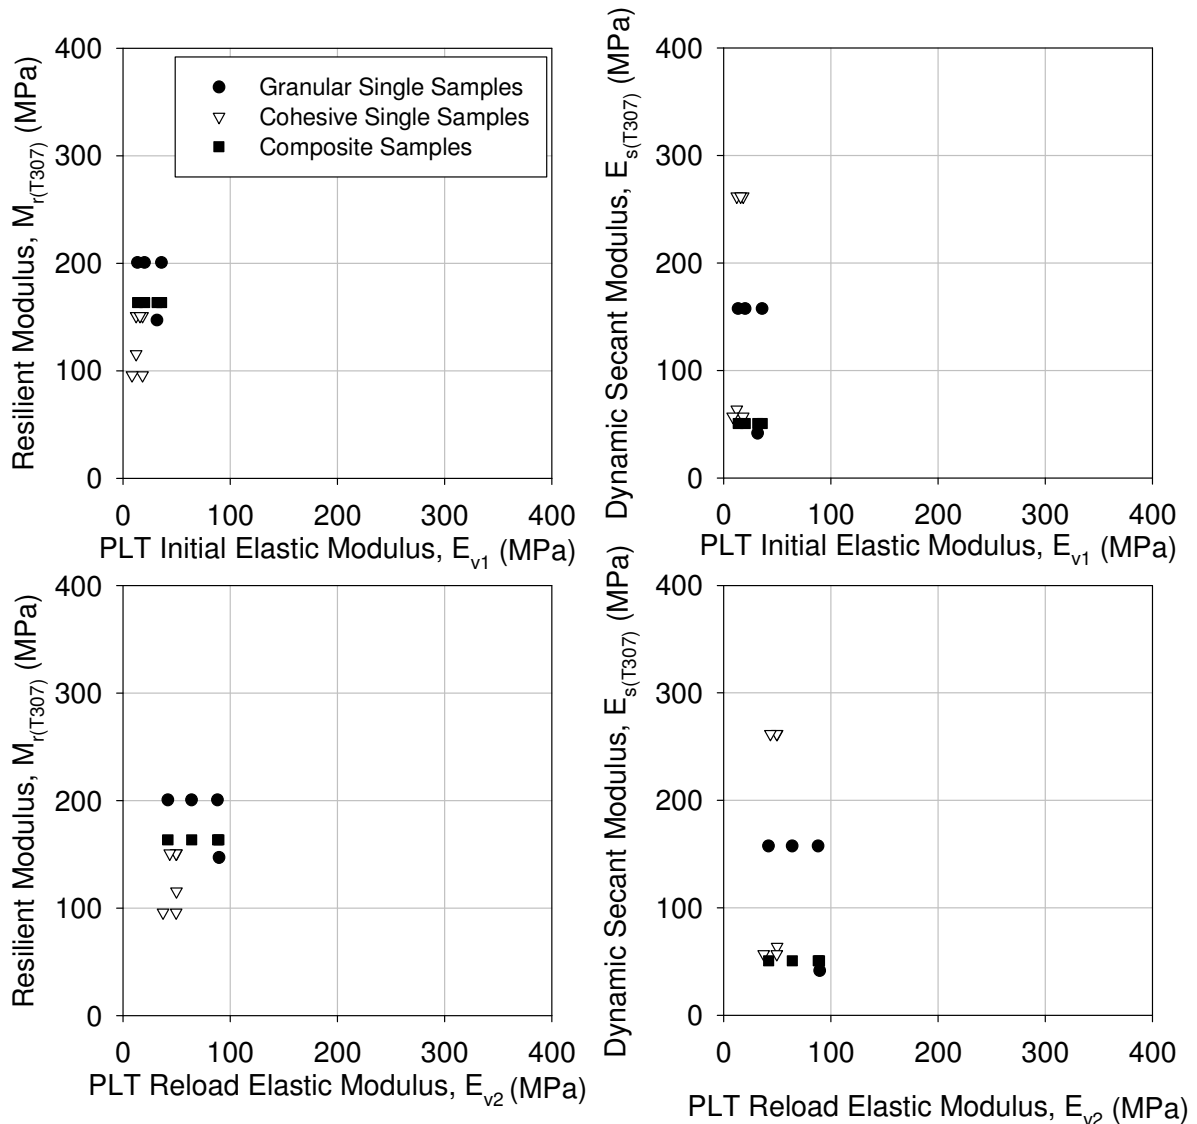 Resilient Modulus, Mr(T307) (MPa)
400
300
200
100
0
Granular Single Samples
Cohesive Single Samples
Composite Samples
0 100 200 300 400
PLT Initial Elastic Modulus, Ev1 (MPa)
Dynamic Secant Modulus, Es(T307) (MPa)
400
300
200
100
0
0 100 200 300 400
PLT Initial Elastic Modulus, Ev1 (MPa)
Resilient Modulus, Mr(T307) (MPa)
400
300
200
100
0
0 100 200 300 400
PLT Reload Elastic Modulus, Ev2 (MPa)
Dynamic Secant Modulus, Es(T307) (MPa)
400
300
200
100
0
0 100 200 300 400
PLT Reload Elastic Modulus, Ev2 (MPa)